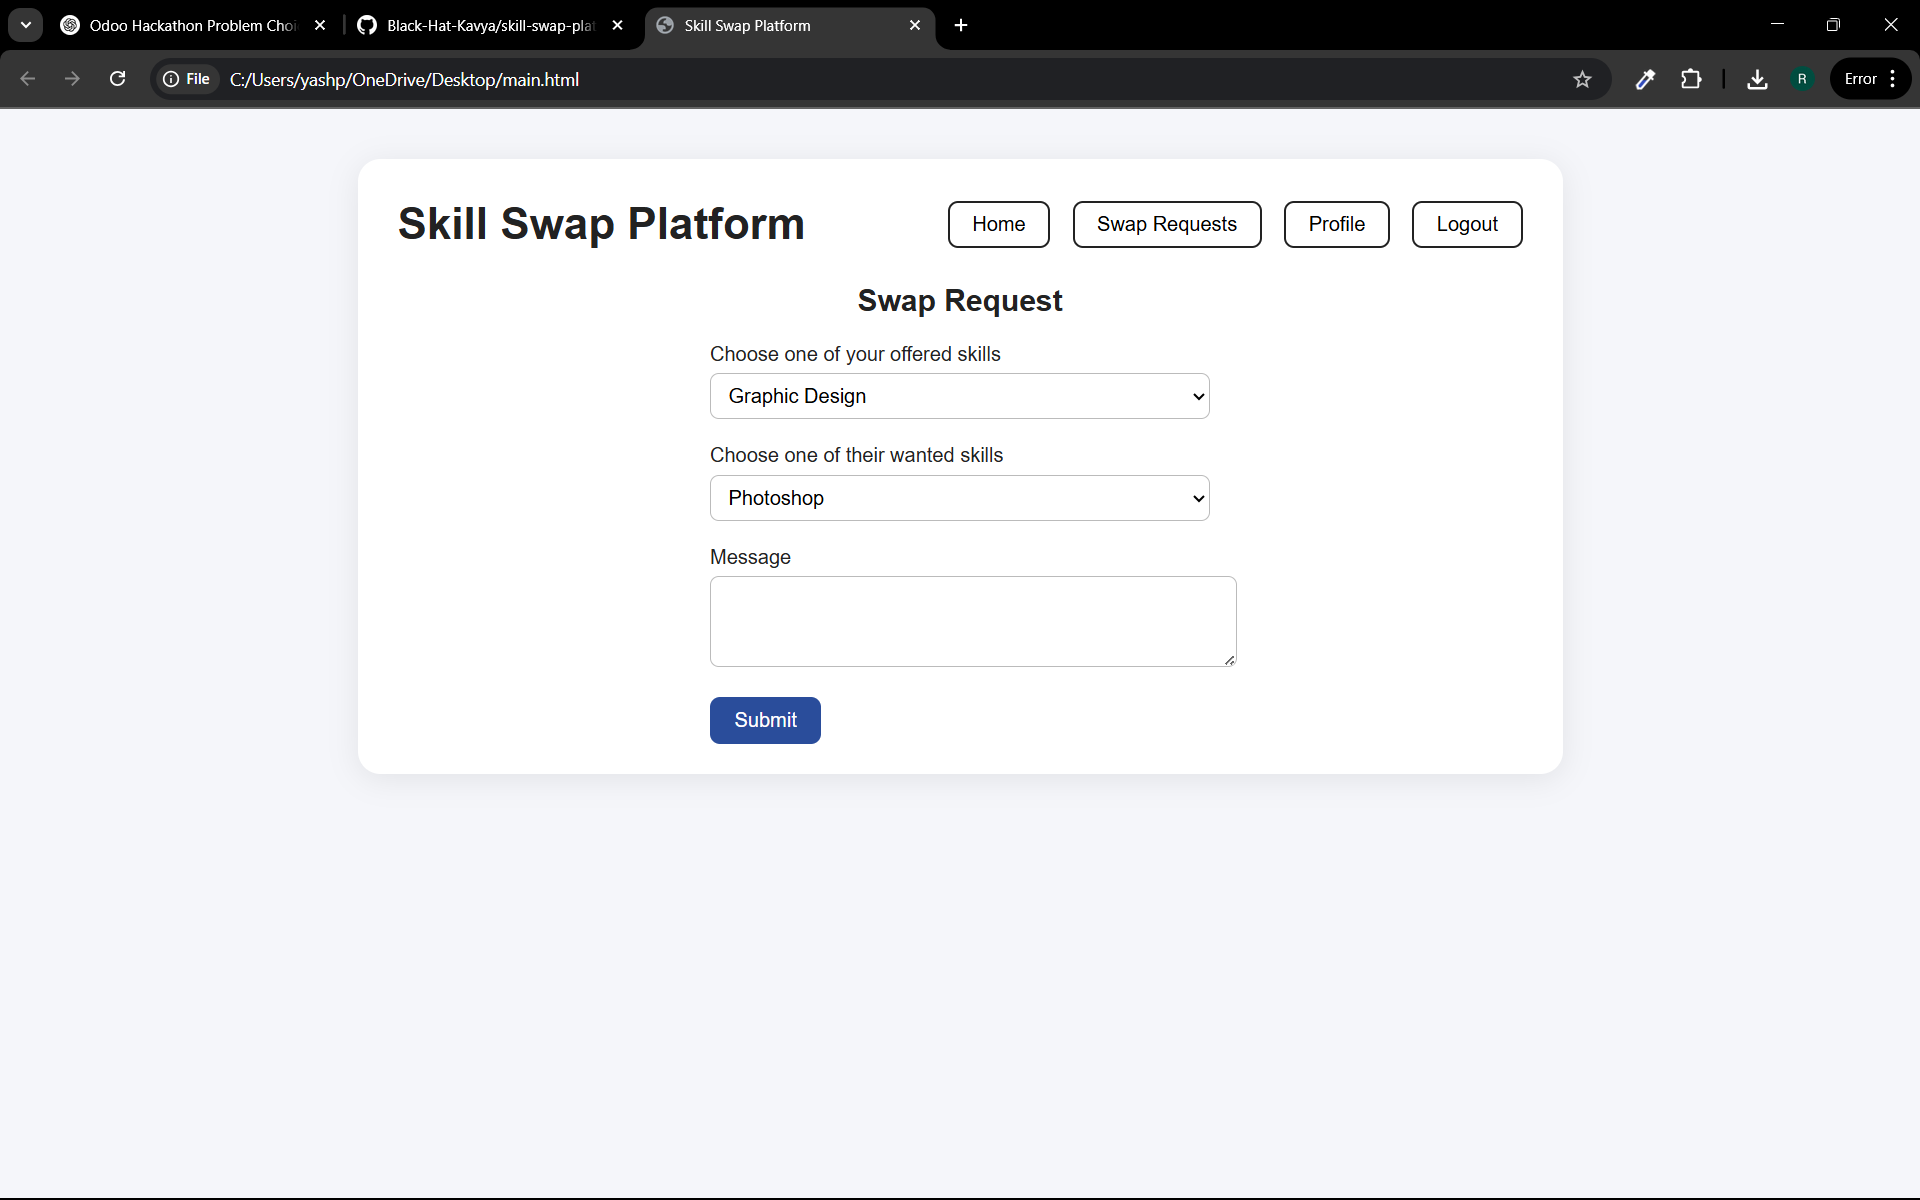 Odoo Hackathon Problem Choi
Black-Hat-Kavya/skill-swap-plat
Skill Swap Platform
File
C:/Users/yashp/OneDrive/Desktop/main.html
R
Error
Skill Swap Platform
Home
Swap Requests
Profile
Logout
Swap Request
Choose one of your offered skills
Graphic Design
Choose one of their wanted skills
Photoshop
Message
Submit